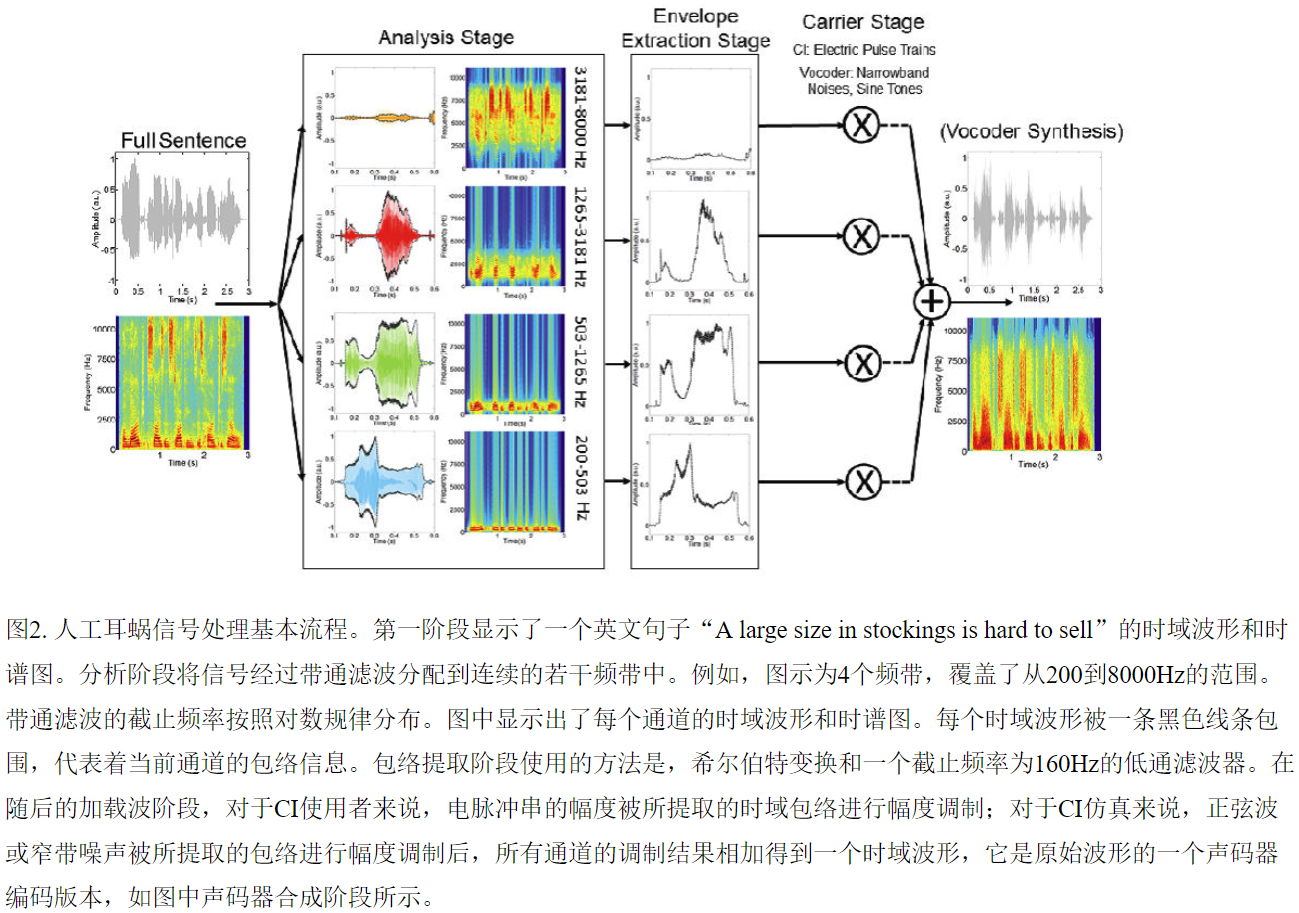 Envelope
Extraction Stage
Carrier Stage
CI: Electric Pulse Trains
Vocoder: Narrowband
Noises, Sine Tones
Analysis Stage
Full Sentence
(Vocoder Synthesis)
Amplitude (a.u.)
Time (s)
Frequency (Hz)
Time (s)
3181-8000 Hz
1265-3181 Hz
503-1265 Hz
200-503 Hz
Amplitude (a.u.)
Time (s)
Frequency (Hz)
Time (s)
图2. 人工耳蜗信号处理基本流程。第一阶段显示了一个英文句子“A large size in stockings is hard to sell”的时域波形和时
谱图。分析阶段将信号经过带通滤波分配到连续的若干频带中。例如，图示为4个频带，覆盖了从200到8000Hz的范围。
带通滤波的截止频率按照对数规律分布。图中显示出了每个通道的时域波形和时谱图。每个时域波形被一条黑色线条包
围，代表着当前通道的包络信息。包络提取阶段使用的方法是，希尔伯特变换和一个截止频率为160Hz的低通滤波器。在
随后的加载波阶段，对于CI使用者来说，电脉冲串的幅度被所提取的时域包络进行幅度调制；对于CI仿真来说，正弦波
或窄带噪声被所提取的包络进行幅度调制后，所有通道的调制结果相加得到一个时域波形，它是原始波形的一个声码器
编码版本，如图中声码器合成阶段所示。